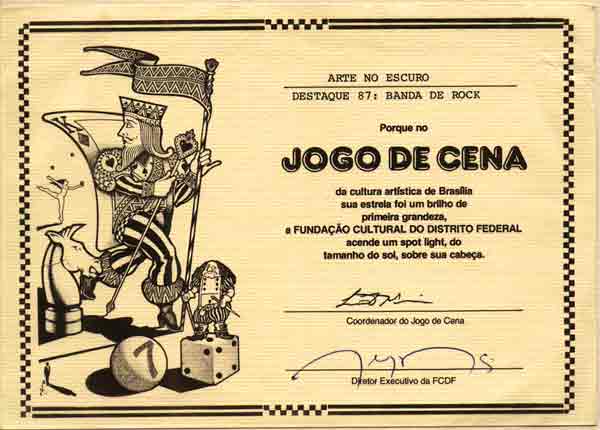 ARTE NO ESCURO
DESTAQUE 87: BANDA DE ROCK
Porque no
JOGO DE CENA
da cultura artística de Brasília
sua estrela foi um brilho de
primeira grandeza,
a FUNDAÇÃO CULTURAL DO DISTRITO FEDERAL
acende um spot light, do
tamanho do sol, sobre sua cabeça.
Coordenador do Jogo de Cena
Diretor Executivo da FCDF
7